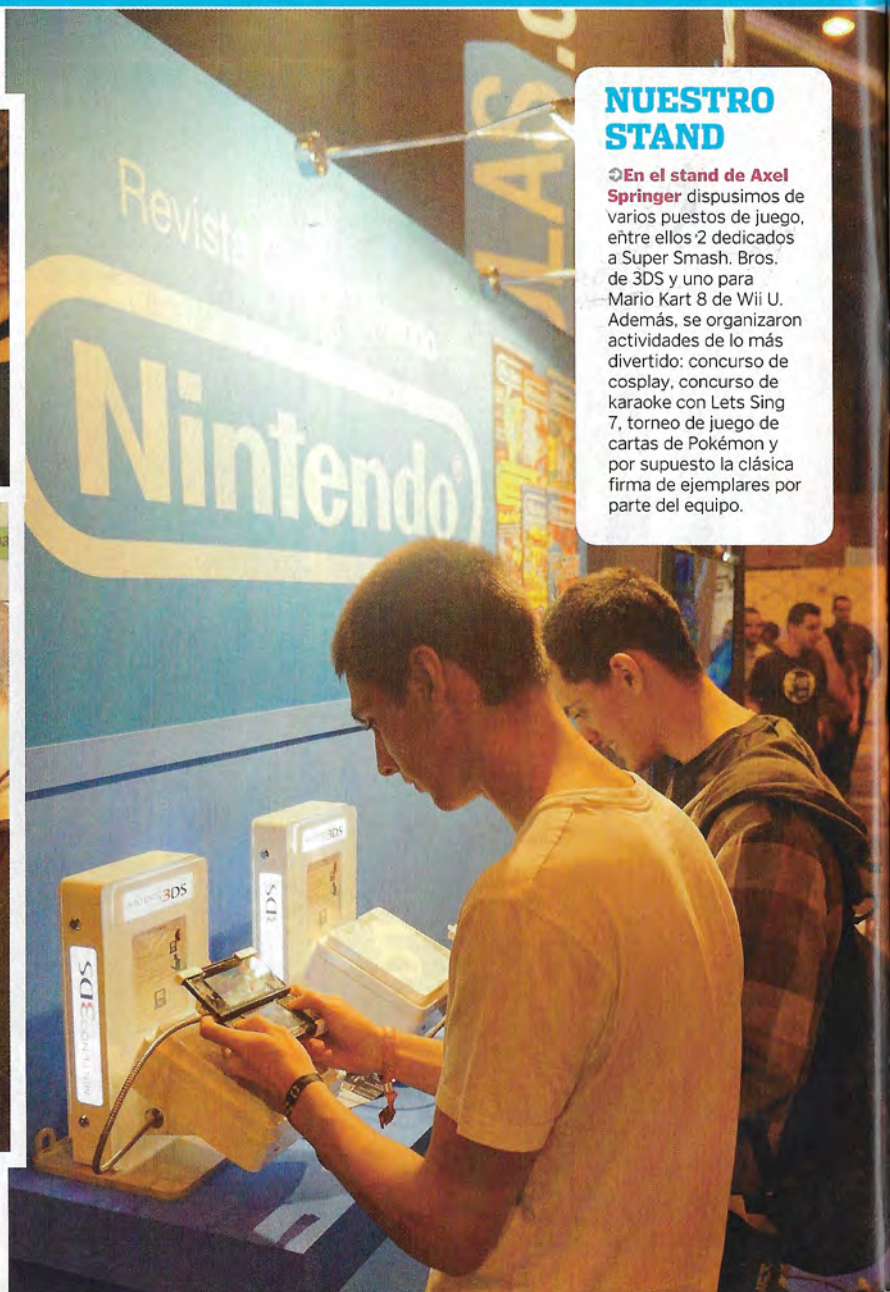 NUESTRO
STAND
En el stand de Axel
Springer dispusimos de
varios puestos de juego,
entre ellos 2 dedicados
a Super Smash. Bros.
de 3DS y uno para
Mario Kart 8 de Wii U.
Además, se organizaron
actividades de lo más
divertido: concurso de
cosplay, concurso de
karaoke con Lets Sing
7, torneo de juego de
cartas de Pokémon y
por supuesto la clásica
firma de ejemplares por
parte del equipo.
Revista
Nintendo
3DS
3DS
3DS
NINTENDO3DS